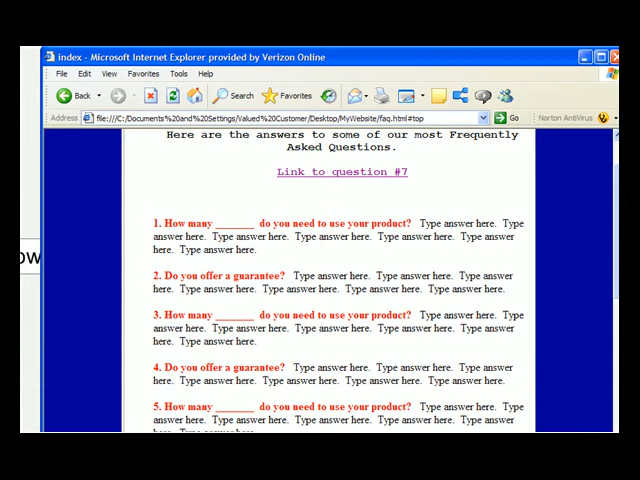 index - Microsoft Internet Explorer provided by Verizon Online
File Edit View Favorites Tools Help
Back Search Favorites
Address file:///C:/Documents%20and%20Settings/Valued%20Customer/Desktop/MyWebsite/faq.html#top Go Norton AntiVirus
Here are the answers to some of our most Frequently
Asked Questions.
Link to question #7
1. How many _______ do you need to use your product? Type answer here. Type
answer here. Type answer here. Type answer here. Type answer here. Type answer
here. Type answer here.
2. Do you offer a guarantee? Type answer here. Type answer here. Type answer
here. Type answer here. Type answer here. Type answer here. Type answer here.
3. How many _______ do you need to use your product? Type answer here. Type
answer here. Type answer here. Type answer here. Type answer here. Type answer
here. Type answer here.
4. Do you offer a guarantee? Type answer here. Type answer here. Type answer
here. Type answer here. Type answer here. Type answer here. Type answer here.
5. How many _______ do you need to use your product? Type answer here. Type
answer here. Type answer here. Type answer here. Type answer here. Type answer
here. Type answer here.